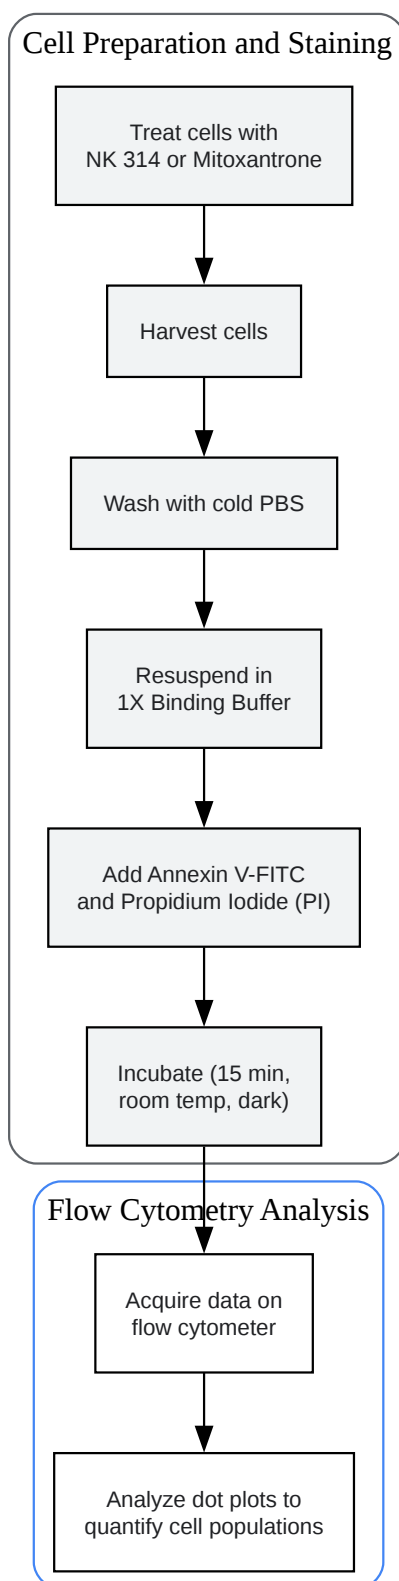 Cell Preparation and Staining
Treat cells with
NK 314 or Mitoxantrone
Harvest cells
Wash with cold PBS
Resuspend in
1X Binding Buffer
Add Annexin V-FITC
and Propidium Iodide (PI)
Incubate (15 min,
room temp, dark)
Flow Cytometry Analysis
Acquire data on
flow cytometer
Analyze dot plots to
quantify cell populations